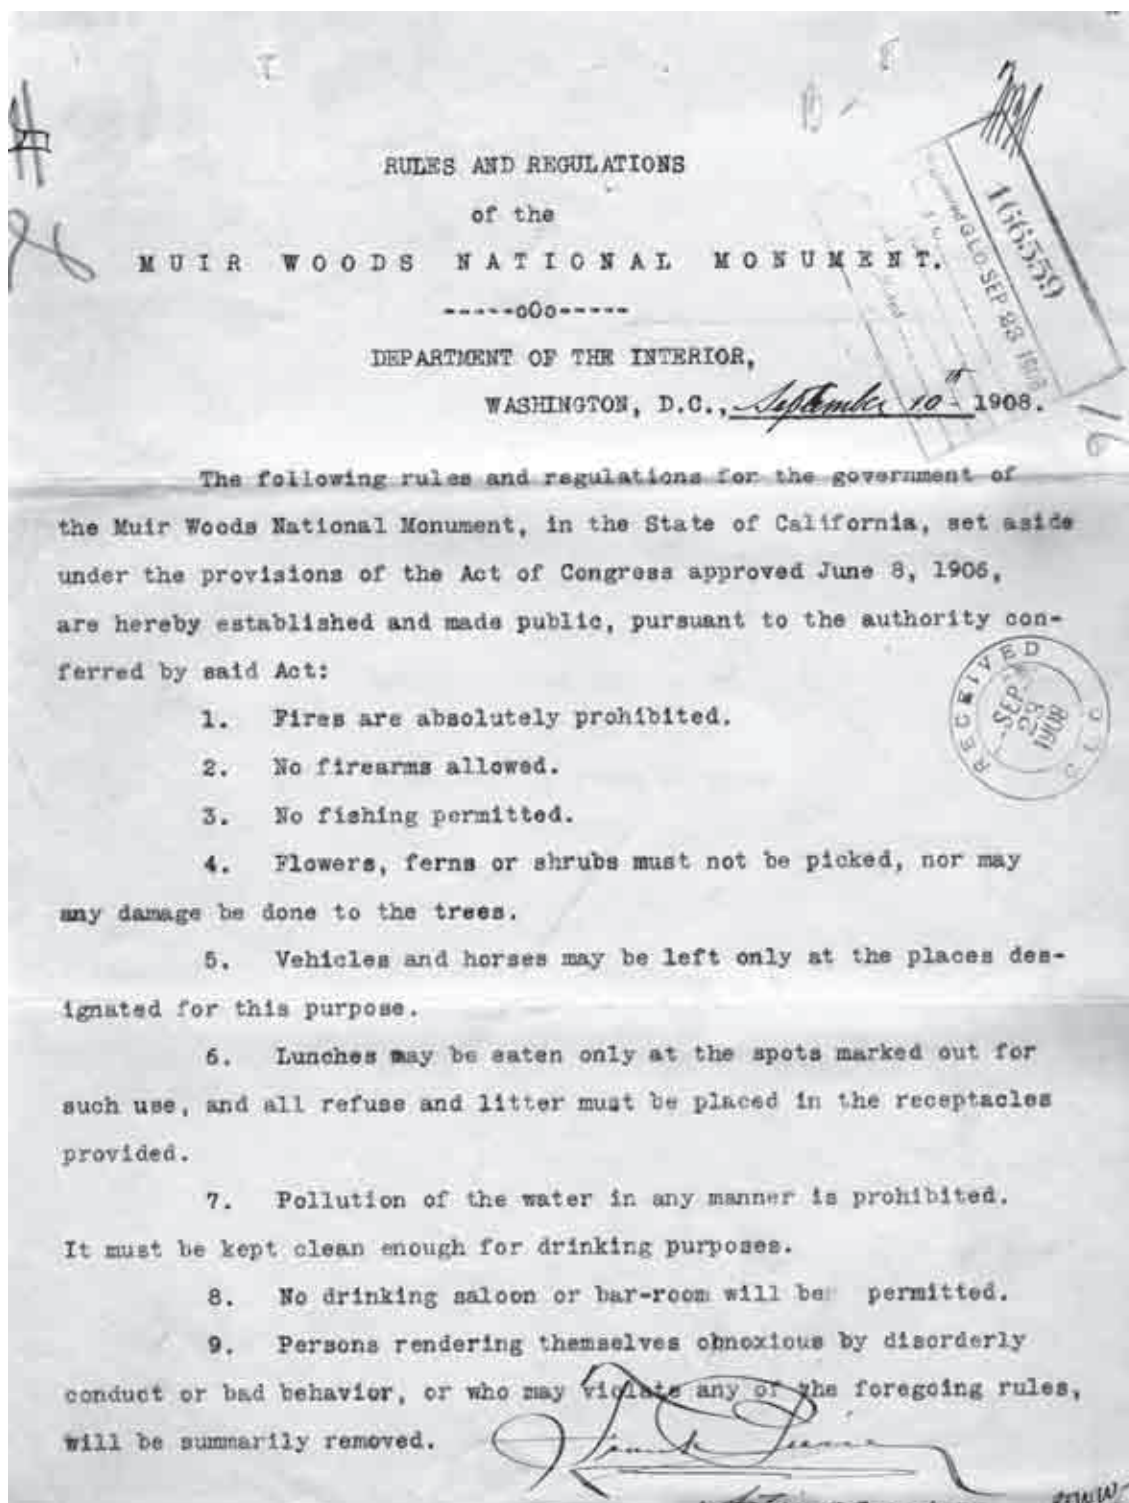 RULES AND REGULATIONS
of the
MUIR WOODS NATIONAL MONUMENT.
-----oOo-----
DEPARTMENT OF THE INTERIOR,
WASHINGTON, D.C., September 10th 1908.
166559
GLO SEP 23 1908
The following rules and regulations for the government of
the Muir Woods National Monument, in the State of California, set aside
under the provisions of the Act of Congress approved June 8, 1906,
are hereby established and made public, pursuant to the authority con-
ferred by said Act:
RECEIVED
SEP
23
1908
1. Fires are absolutely prohibited.
2. No firearms allowed.
3. No fishing permitted.
4. Flowers, ferns or shrubs must not be picked, nor may
any damage be done to the trees.
5. Vehicles and horses may be left only at the places des-
ignated for this purpose.
6. Lunches may be eaten only at the spots marked out for
such use, and all refuse and litter must be placed in the receptacles
provided.
7. Pollution of the water in any manner is prohibited.
It must be kept clean enough for drinking purposes.
8. No drinking saloon or bar-room will be permitted.
9. Persons rendering themselves obnoxious by disorderly
conduct or bad behavior, or who may violate any of the foregoing rules,
will be summarily removed.